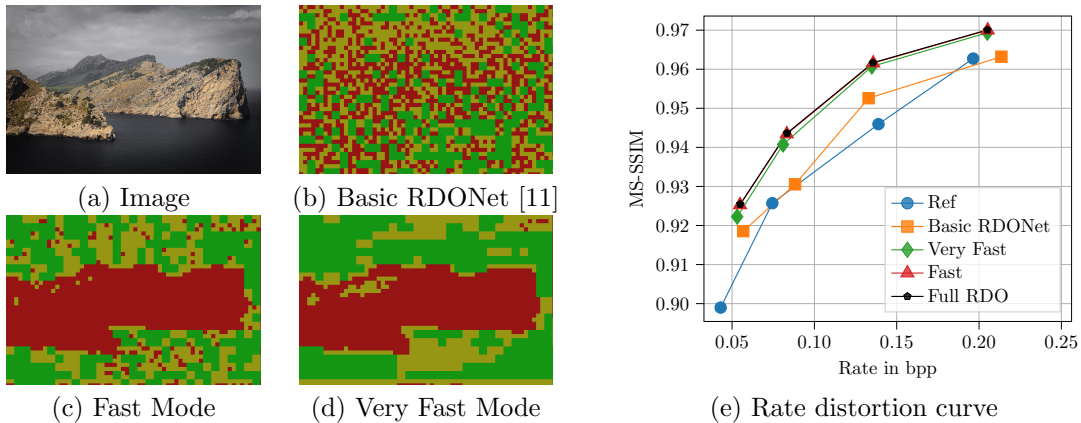 (a) Image
(b) Basic RDONet [11]
(c) Fast Mode
(d) Very Fast Mode
0.97
0.96
0.95
0.94
0.93
0.92
0.91
0.90
MS-SSIM
0.05
0.10
0.15
0.20
0.25
Rate in bpp
Ref
Basic RDONet
Very Fast
Fast
Full RDO
(e) Rate distortion curve